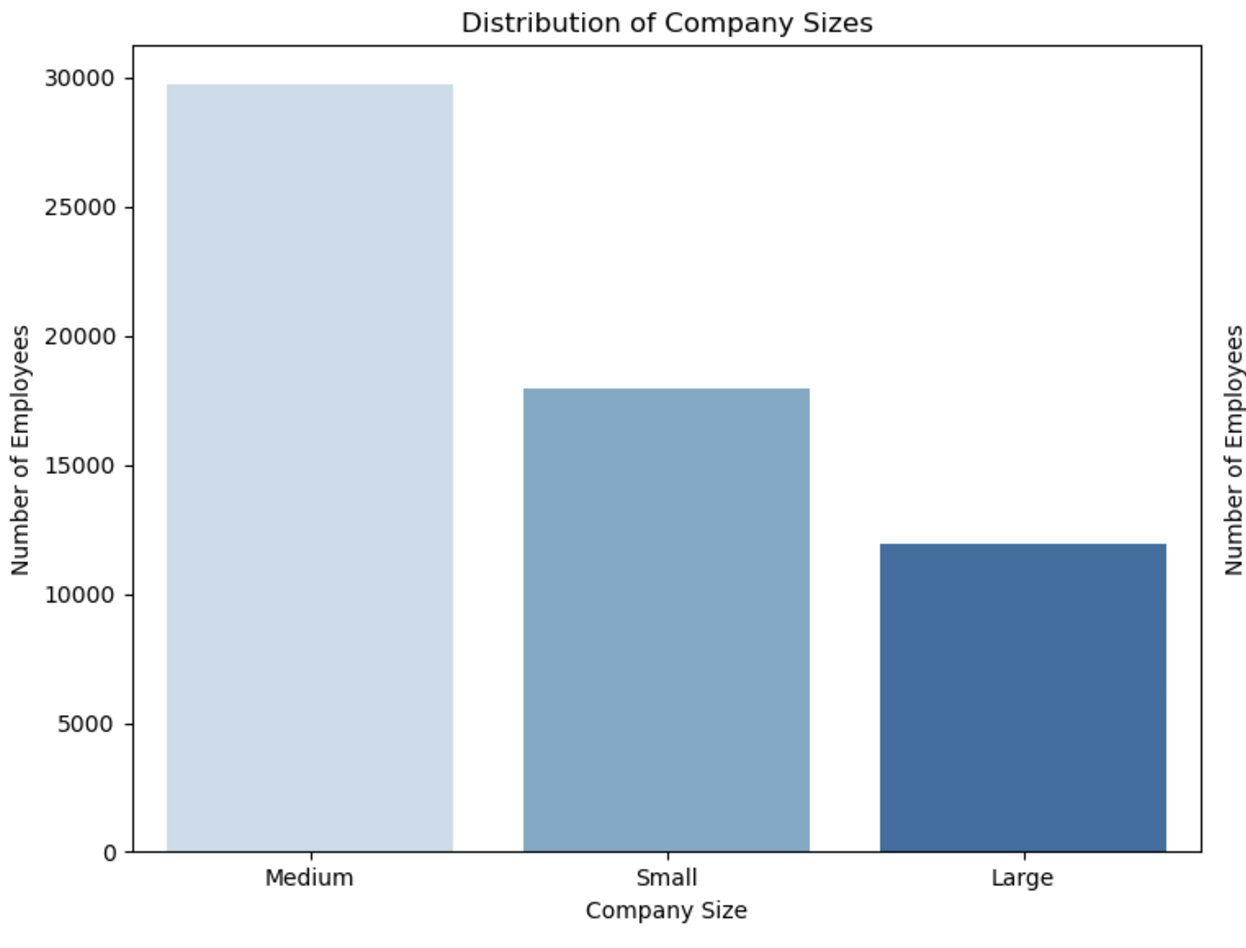 Distribution of Company Sizes
30000
25000
20000
15000
10000
5000
0
Number of Employees
Number of Employees
Medium Small Large
Company Size